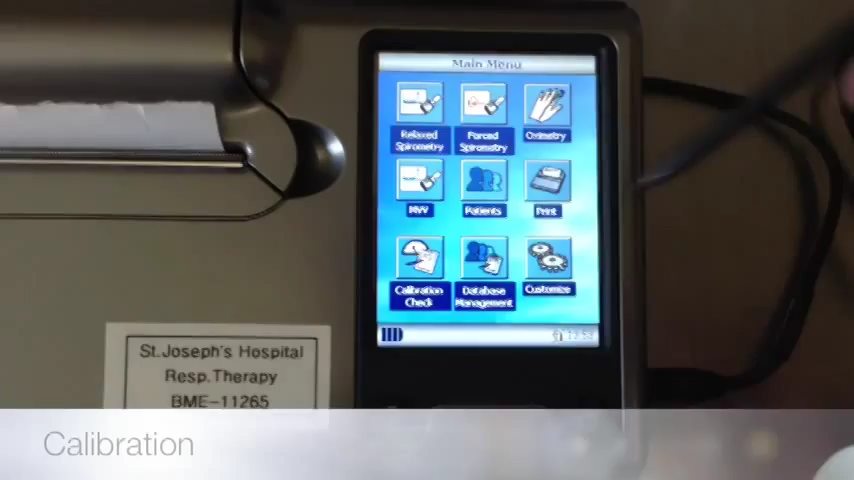 Main Menu
Relaxed
Spirometry
Forced
Spirometry
Oximetry
MVV
Patients
Print
Calibration
Check
Database
Management
Customize
St.Joseph's Hospital
Resp.Therapy
BME-11265
Calibration